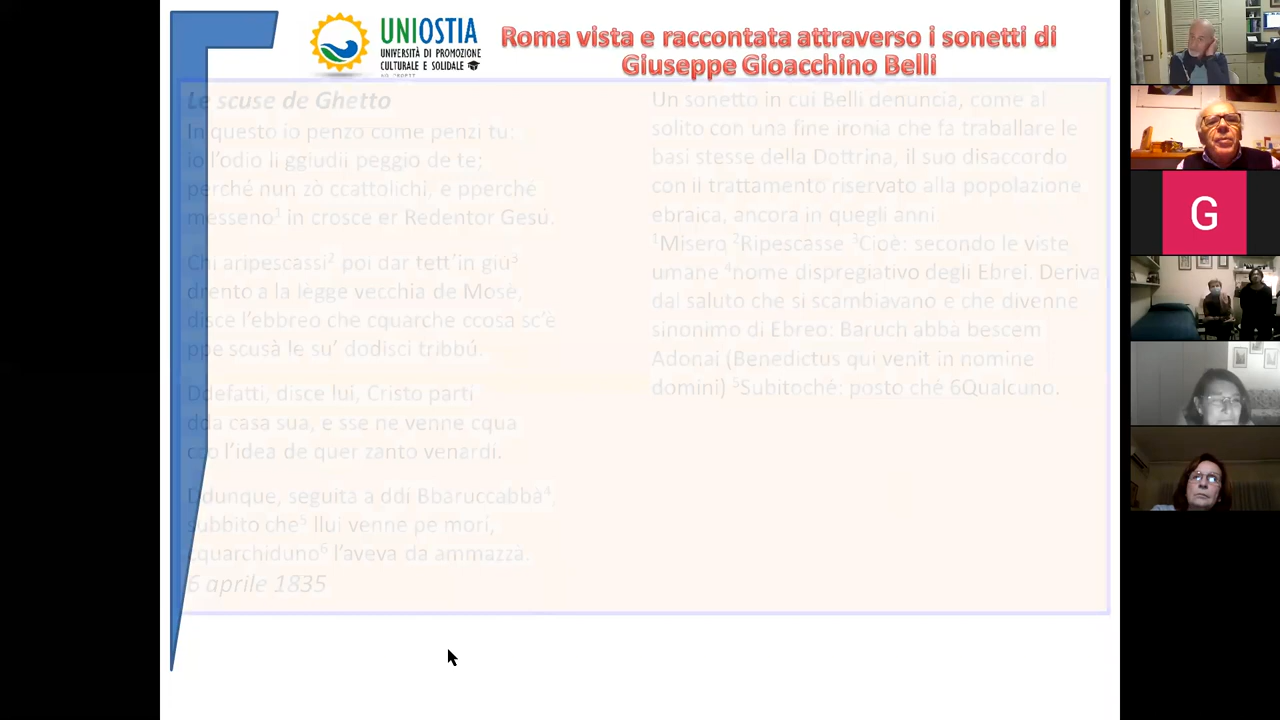 UNIOSTIA
UNIVERSITÀ DI PROMOZIONE
CULTURALE E SOLIDALE
Roma vista e raccontata attraverso i sonetti di
Giuseppe Gioacchino Belli
Le scuse de Ghetto
In questo io penzo come penzi tu:
io l'odio li ggiudii peggio de te;
perché nun zò ccattolichi, e pperché
messeno¹ in crosce er Redentor Gesù.
Chi aripescassi² poi dar tett´in giù³
drento a la legge vecchia de Mosè,
disce l'ebbreo che cquarche ccosa sc'è
ppe scusà le su' dodisci tribbù.
Ddefatti, disce lui, Cristo partì
dda casa sua, e sse ne venne cqua
cco l'idea de quer zanto venardì.
Ddunque, seguita a ddì Bbaruccabbà⁴,
subbito che⁵ llui venne pe morì,
cquarchiduno⁶ l'aveva da ammazzà.
6 aprile 1835
Un sonetto in cui Belli denuncia, come al
solito con una fine ironia che fa traballare le
basi stesse della Dottrina, il suo disaccordo
con il trattamento riservato alla popolazione
ebraica, ancora in quegli anni
¹Misero ²Ripescasse ³Cioè: secondo le viste
umane ⁴nome dispregiativo degli Ebrei. Deriva
dal saluto che si scambiavano e che divenne
sinonimo di Ebreo: Baruch abba bescem
Adonai (Benedictus qui venit in nomine
domini) ⁵Subitoché: posto ché 6Qualcuno.
G